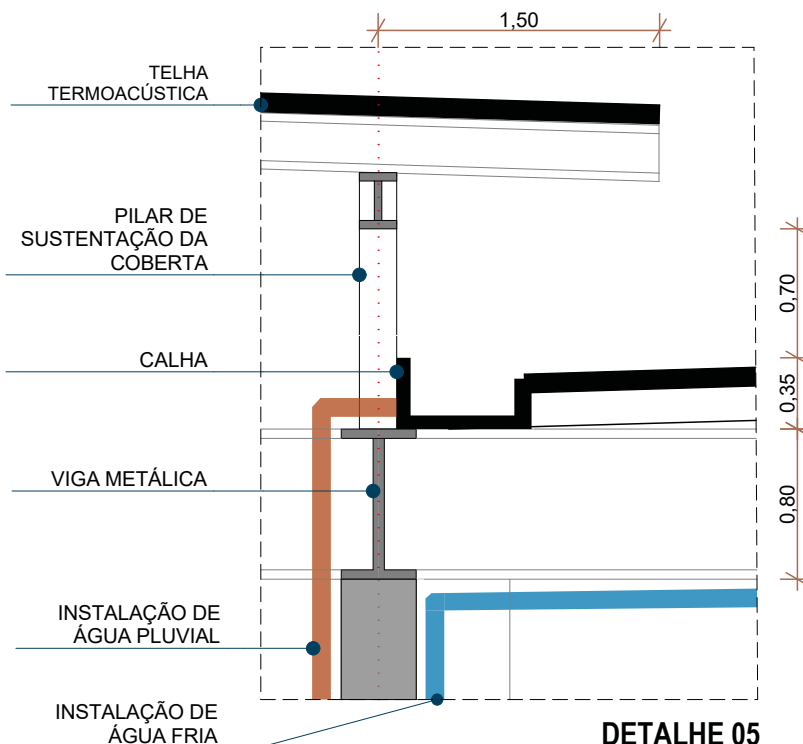 1,50
TELHA
TERMOACÚSTICA
PILAR DE
SUSTENTAÇÃO DA
COBERTA
0,70
CALHA
0,35
VIGA METÁLICA
0,80
INSTALAÇÃO DE
ÁGUA PLUVIAL
INSTALAÇÃO DE
ÁGUA FRIA
DETALHE 05